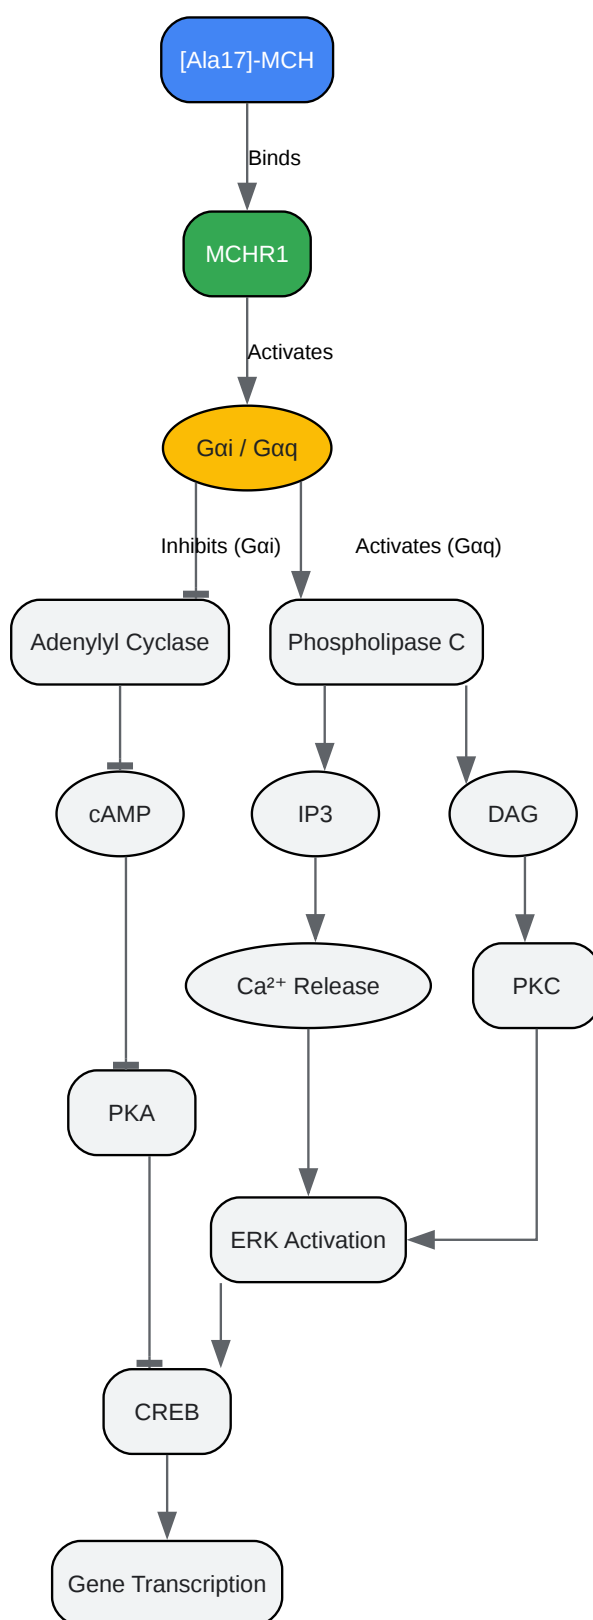 [Ala17]-MCH
Binds
MCHR1
Activates
Gαi / Gαq
Inhibits (Gαi)
Activates (Gαq)
Adenylyl Cyclase
Phospholipase C
cAMP
IP3
DAG
Ca²⁺ Release
PKC
PKA
ERK Activation
CREB
Gene Transcription